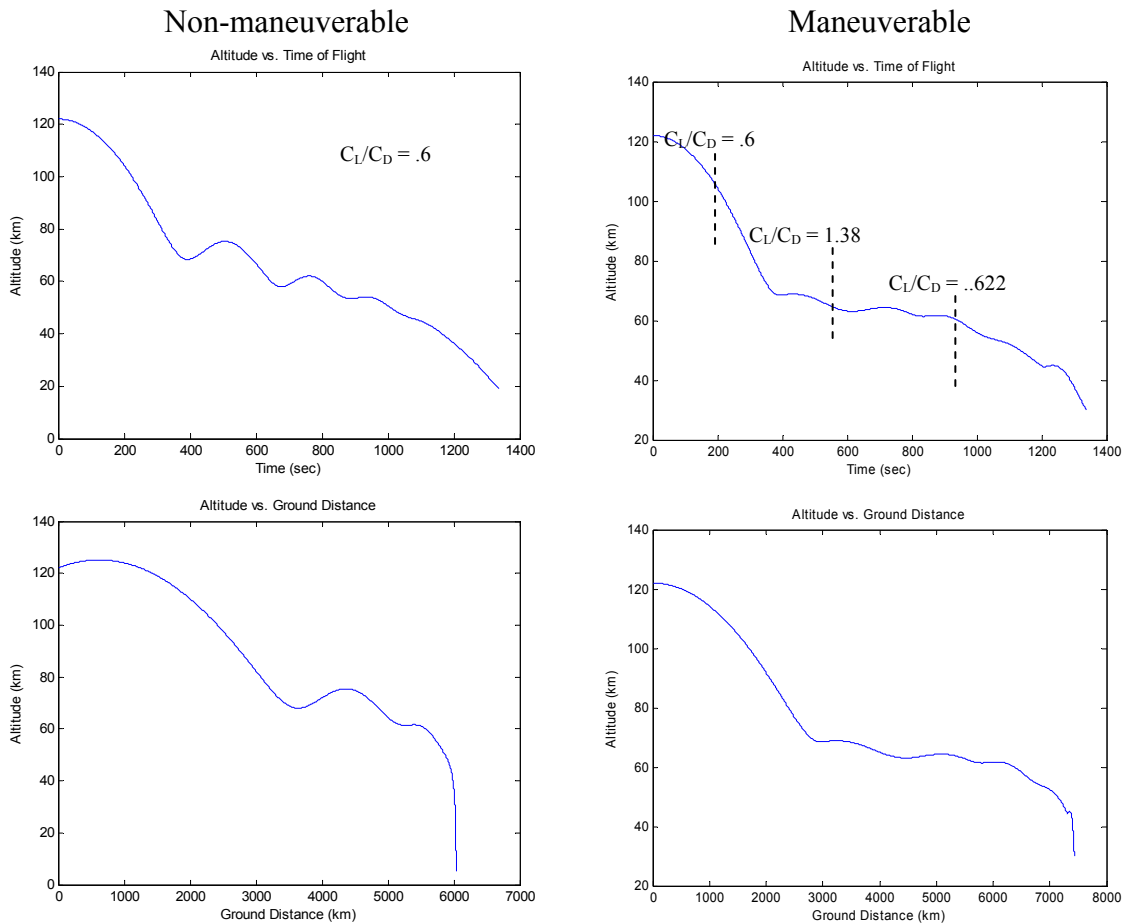 Non-maneuverable
Altitude vs. Time of Flight
Altitude (km)
140
120
100
80
60
40
20
0
C_L/C_D = .6
0 200 400 600 800 1000 1200 1400
Time (sec)
Maneuverable
Altitude vs. Time of Flight
Altitude (km)
140
120
100
80
60
40
20
C_L/C_D = .6
C_L/C_D = 1.38
C_L/C_D = ..622
0 200 400 600 800 1000 1200 1400
Time (sec)
Altitude vs. Ground Distance
Altitude (km)
140
120
100
80
60
40
20
0
0 1000 2000 3000 4000 5000 6000 7000
Ground Distance (km)
Altitude vs. Ground Distance
Altitude (km)
140
120
100
80
60
40
20
0 1000 2000 3000 4000 5000 6000 7000 8000
Ground Distance (km)